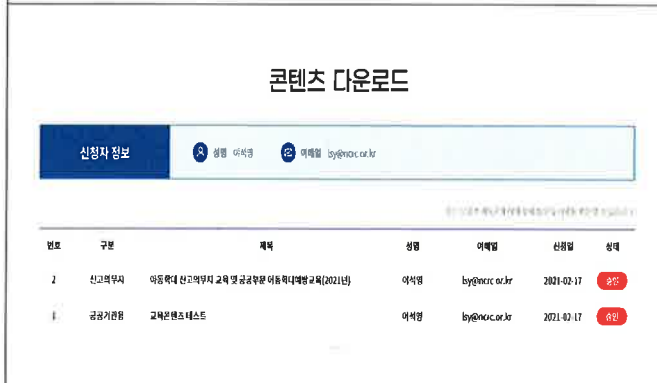 콘텐츠 다운로드
신청자 정보 성명 이석영 이메일 lsy@ncrc.or.kr
번호 구분 제목 성명 이메일 신청일 상태
2 신고의무자 아동학대 신고의무자 교육 및 공공부문 아동학대예방교육(2021년) 이석영 lsy@ncrc.or.kr 2021-02-17 승인
1 공공기관용 교육콘텐츠 테스트 이석영 lsy@ncrc.or.kr 2021-02-17 승인